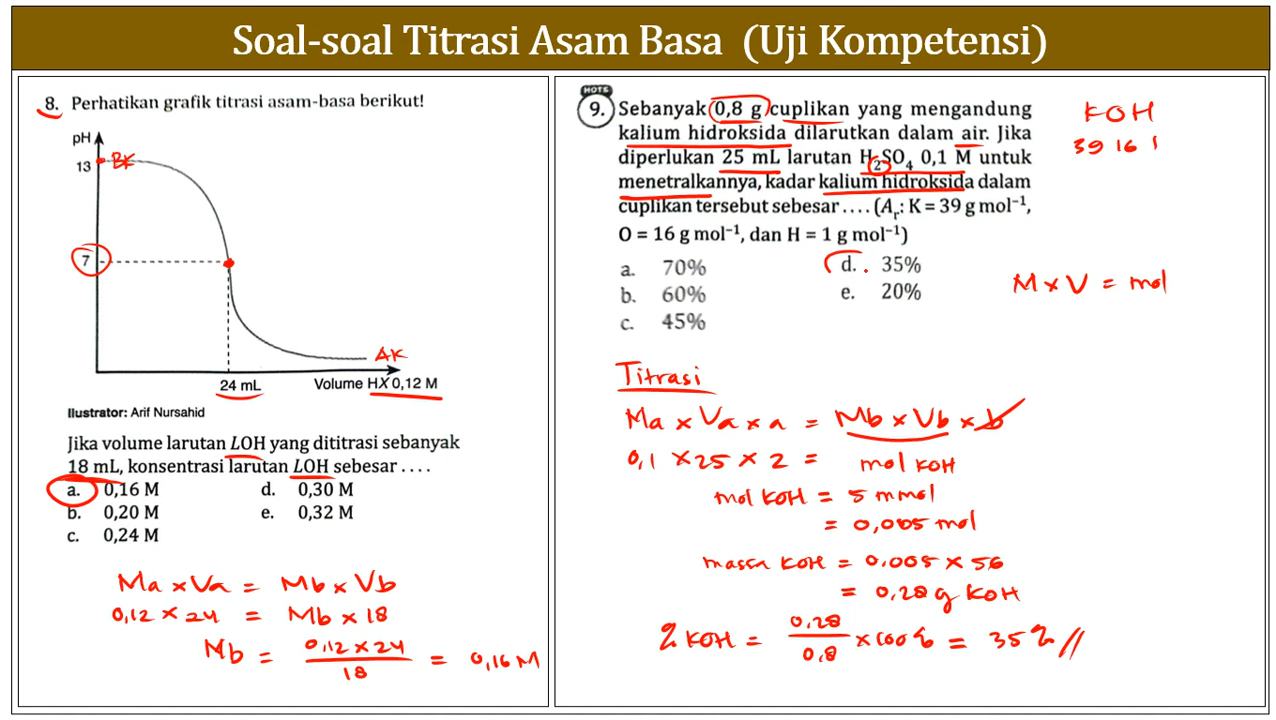 Soal-soal Titrasi Asam Basa (Uji Kompetensi)
8. Perhatikan grafik titrasi asam-basa berikut!
pH
13
BK
7
AK
24 mL
Volume HX 0,12 M
Ilustrator: Arif Nursahid
Jika volume larutan LOH yang dititrasi sebanyak
18 mL, konsentrasi larutan LOH sebesar . . . .
a. 0,16 M
d. 0,30 M
b. 0,20 M
e. 0,32 M
c. 0,24 M
Ma × Va = Mb × Vb
0,12 × 24 = Mb × 18
Mb = 0,12 × 24 / 18 = 0,16 M
HOTS
9. Sebanyak 0,8 g cuplikan yang mengandung
kalium hidroksida dilarutkan dalam air. Jika
diperlukan 25 mL larutan H₂SO₄ 0,1 M untuk
menetralkannya, kadar kalium hidroksida dalam
cuplikan tersebut sebesar . . . . (Aᵣ: K = 39 g mol⁻¹,
O = 16 g mol⁻¹, dan H = 1 g mol⁻¹)
a. 70%
d. 35%
b. 60%
e. 20%
c. 45%
KOH
39 16 1
M × V = mol
Titrasi
Ma × Va × a = Mb × Vb × b
0,1 × 25 × 2 = mol KOH
mol KOH = 5 mmol
= 0,005 mol
massa KOH = 0,005 × 56
= 0,28 g KOH
% KOH = 0,28 / 0,8 × 100% = 35% //